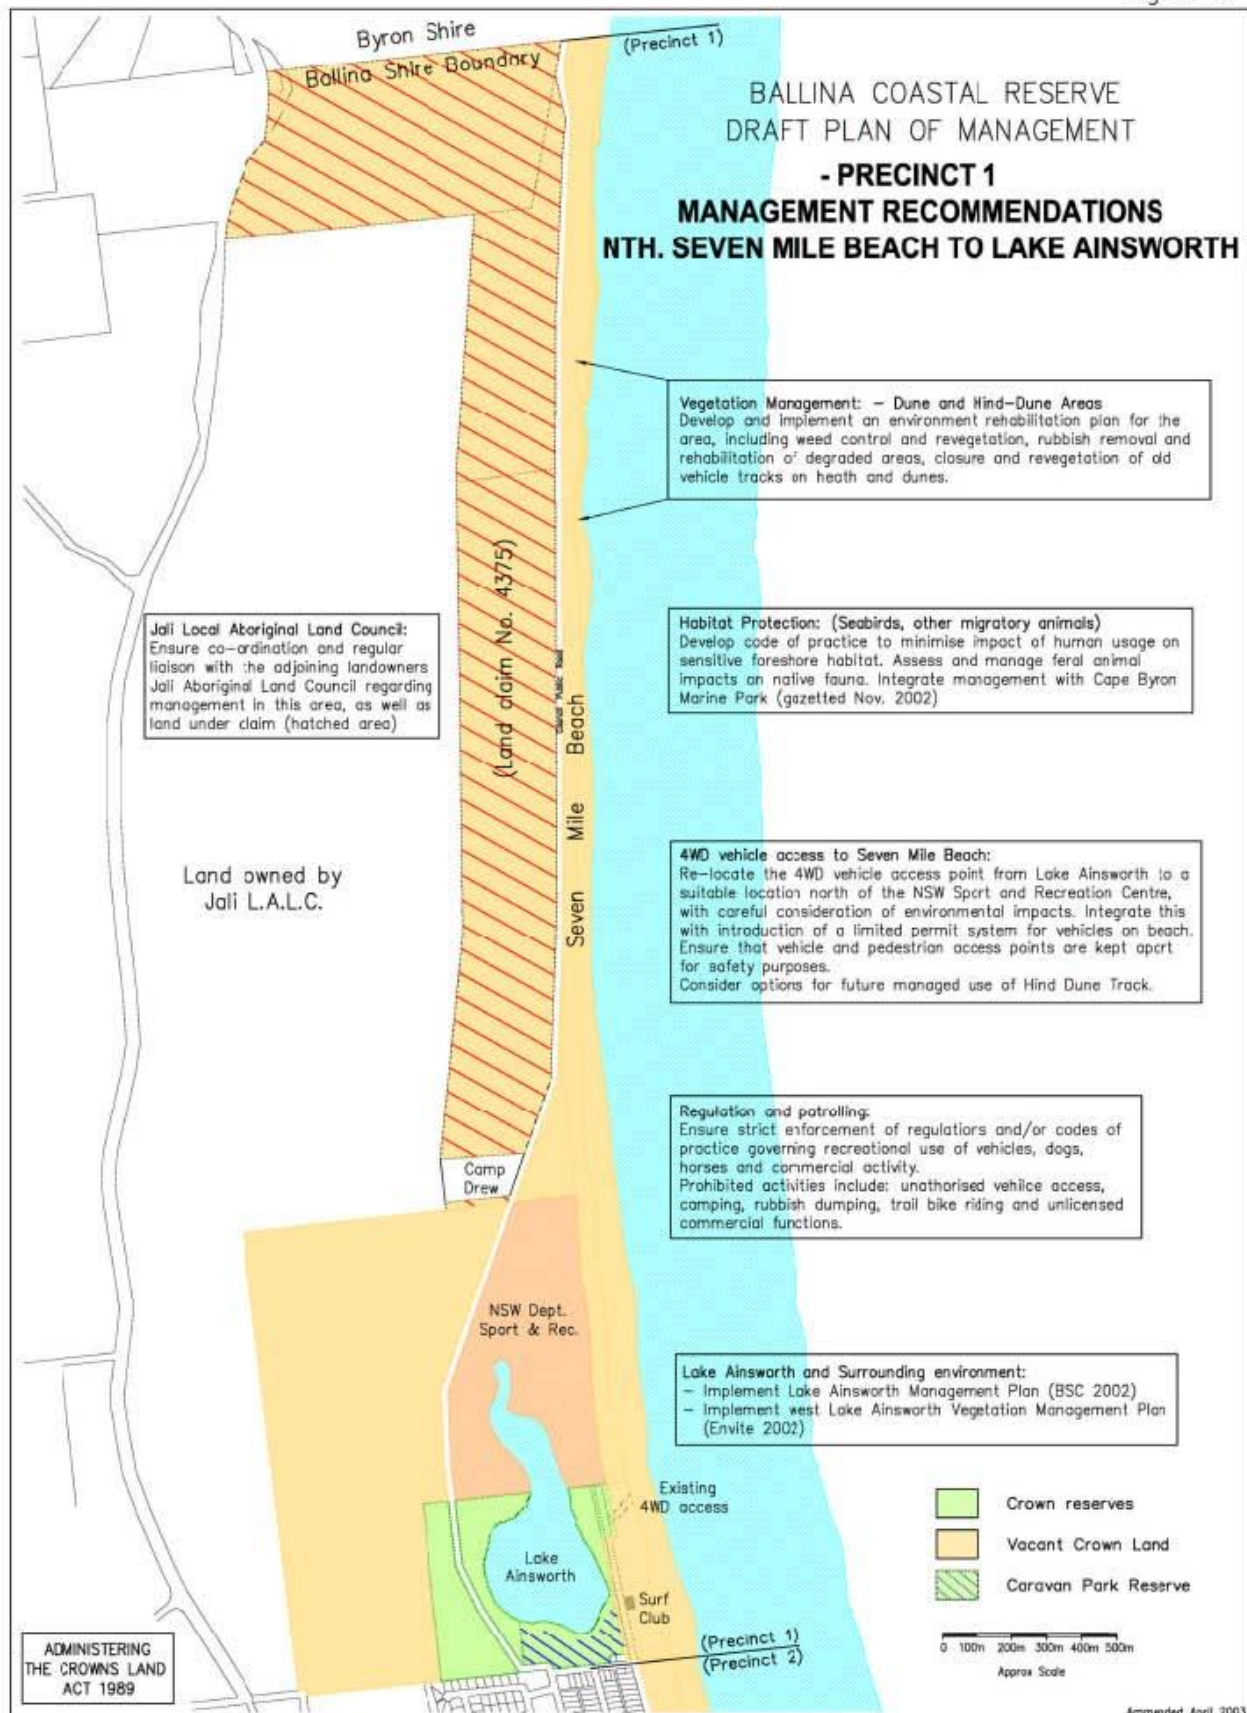 Byron Shire
Ballina Shire Boundary
(Precinct 1)
BALLINA COASTAL RESERVE
DRAFT PLAN OF MANAGEMENT
- PRECINCT 1
MANAGEMENT RECOMMENDATIONS
NTH. SEVEN MILE BEACH TO LAKE AINSWORTH
Vegetation Management: – Dune and Hind–Dune Areas
Develop and implement an environment rehabilitation plan for the
area, including weed control and revegetation, rubbish removal and
rehabilitation of degraded areas, closure and revegetation of old
vehicle tracks on heath and dunes.
(Land claim No. 4375)
Council Public Road
Seven Mile Beach
Jali Local Aboriginal Land Council:
Ensure co-ordination and regular
liaison with the adjoining landowners
Jali Aboriginal Land Council regarding
management in this area, as well as
land under claim (hatched area)
Habitat Protection: (Seabirds, other migratory animals)
Develop code of practice to minimise impact of human usage on
sensitive foreshore habitat. Assess and manage feral animal
impacts on native fauna. Integrate management with Cape Byron
Marine Park (gazetted Nov. 2002)
Land owned by
Jali L.A.L.C.
4WD vehicle access to Seven Mile Beach:
Re-locate the 4WD vehicle access point from Lake Ainsworth to a
suitable location north of the NSW Sport and Recreation Centre,
with careful consideration of environmental impacts. Integrate this
with introduction of a limited permit system for vehicles on beach.
Ensure that vehicle and pedestrian access points are kept apart
for safety purposes.
Consider options for future managed use of Hind Dune Track.
Regulation and patrolling:
Ensure strict enforcement of regulations and/or codes of
practice governing recreational use of vehicles, dogs,
horses and commercial activity.
Prohibited activities include: unathorised vehilce access,
camping, rubbish dumping, trail bike riding and unlicensed
commercial functions.
Camp
Drew
NSW Dept.
Sport & Rec.
Lake Ainsworth and Surrounding environment:
– Implement Lake Ainsworth Management Plan (BSC 2002)
– Implement west Lake Ainsworth Vegetation Management Plan
(Envite 2002)
Existing
4WD access
Lake
Ainsworth
Surf
Club
(Precinct 1)
(Precinct 2)
Crown reserves
Vacant Crown Land
Caravan Park Reserve
0 100m 200m 300m 400m 500m
Approx Scale
ADMINISTERING
THE CROWNS LAND
ACT 1989
Ammended April 2003